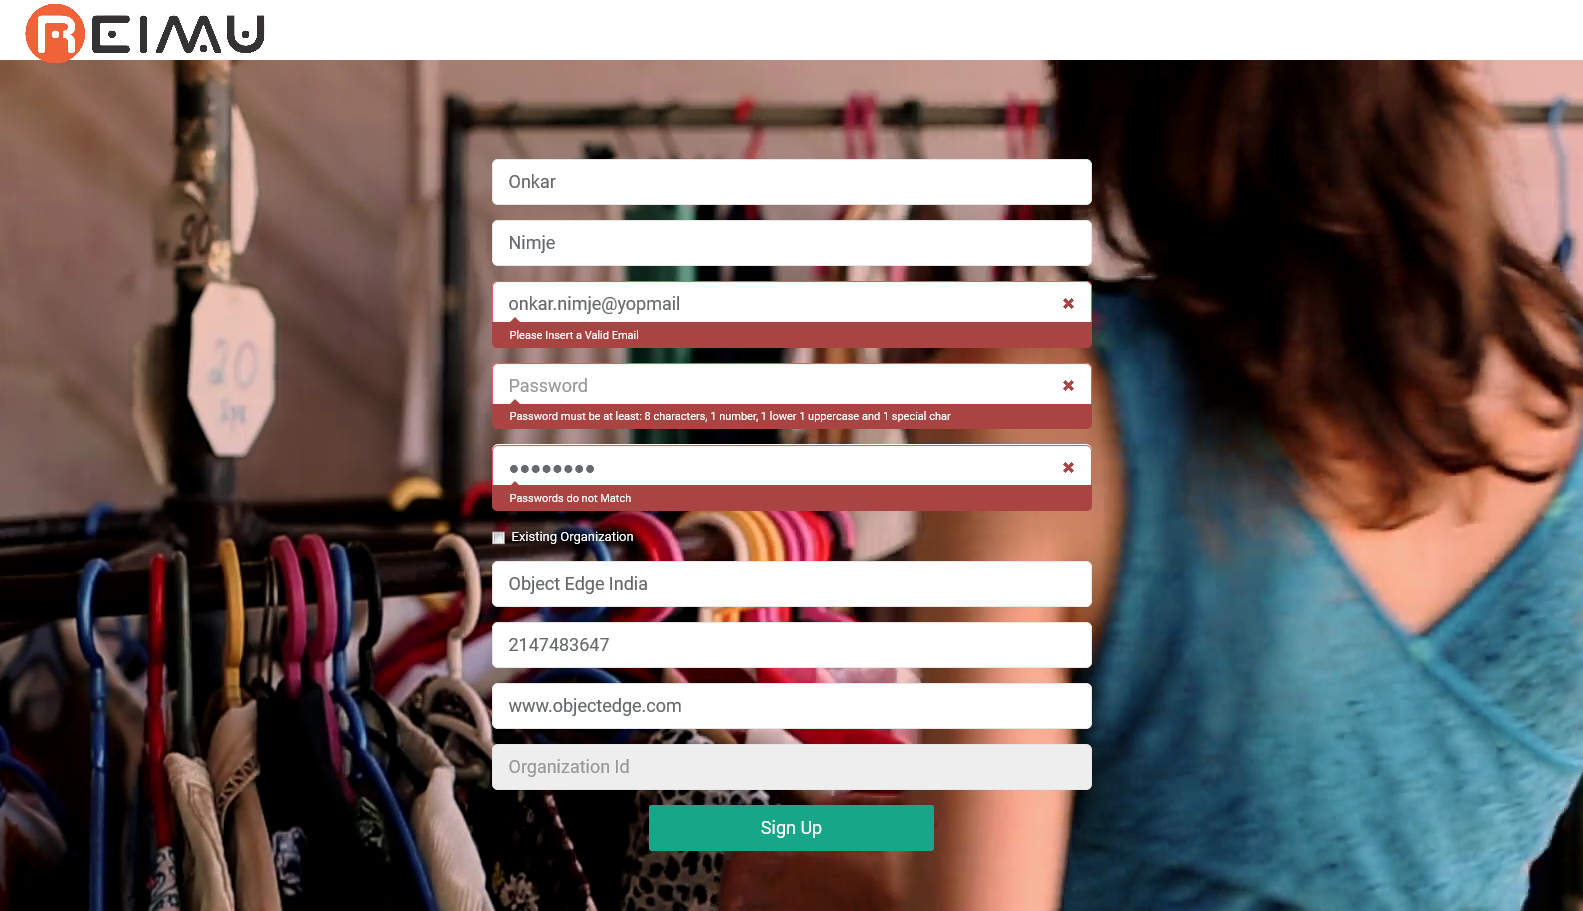 REIMU
Onkar
Nimje
onkar.nimje@yopmail
Please Insert a Valid Email
Password
Password must be at least: 8 characters, 1 number, 1 lower 1 uppercase and 1 special char
●●●●●●●●
Passwords do not Match
Existing Organization
Object Edge India
2147483647
www.objectedge.com
Organization Id
Sign Up
20